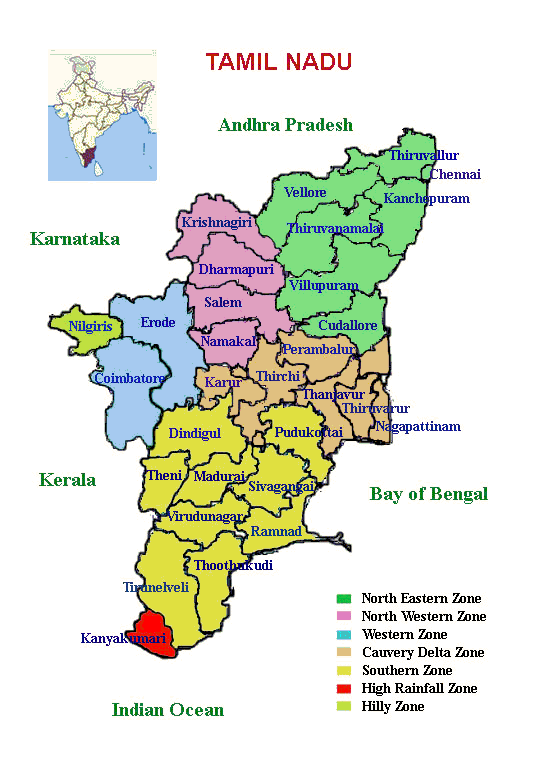 TAMIL NADU
Andhra Pradesh
Thiruvallur
Chennai
Vellore
Kanchepuram
Krishnagiri
Thiruvanamalai
Karnataka
Dharmapuri
Villupuram
Salem
Nilgiris
Erode
Cudallore
Namakal
Perambalur
Coimbatore
Karur
Thirchi
Thanjavur
Thiruvarur
Nagapattinam
Dindigul
Pudukottai
Kerala
Theni
Madurai
Sivagangai
Bay of Bengal
Virudunagar
Ramnad
Thoothukudi
Tirunelveli
Kanyakumari
North Eastern Zone
North Western Zone
Western Zone
Cauvery Delta Zone
Southern Zone
High Rainfall Zone
Hilly Zone
Indian Ocean